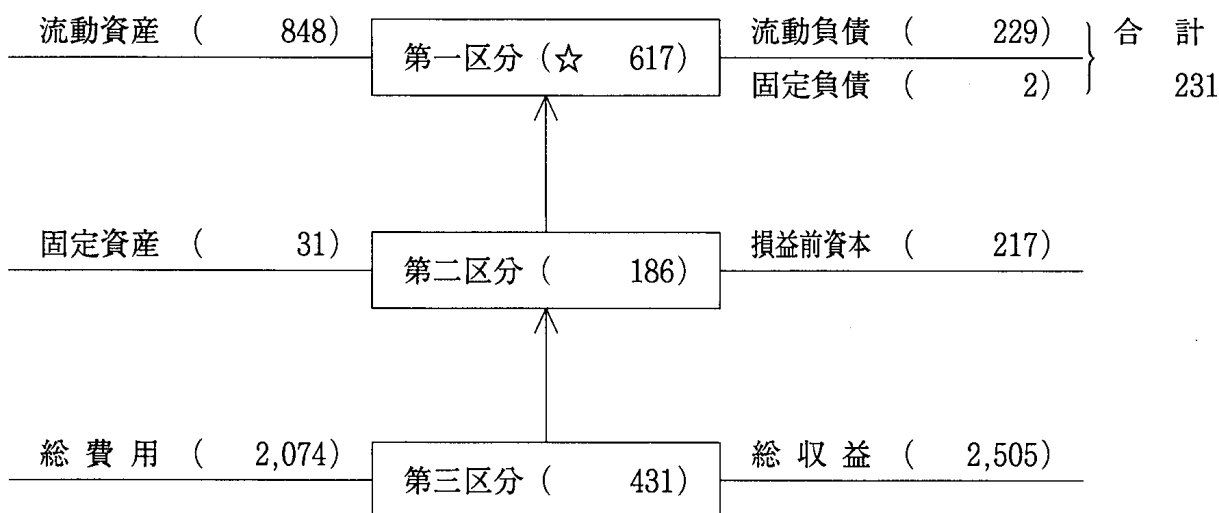 流動資産 ( 848) 第一区分 (☆ 617) 流動負債 ( 229) 合 計
固定負債 ( 2) 231
固定資産 ( 31) 第二区分 ( 186) 損益前資本 ( 217)
総費用 ( 2,074) 第三区分 ( 431) 総収益 ( 2,505)